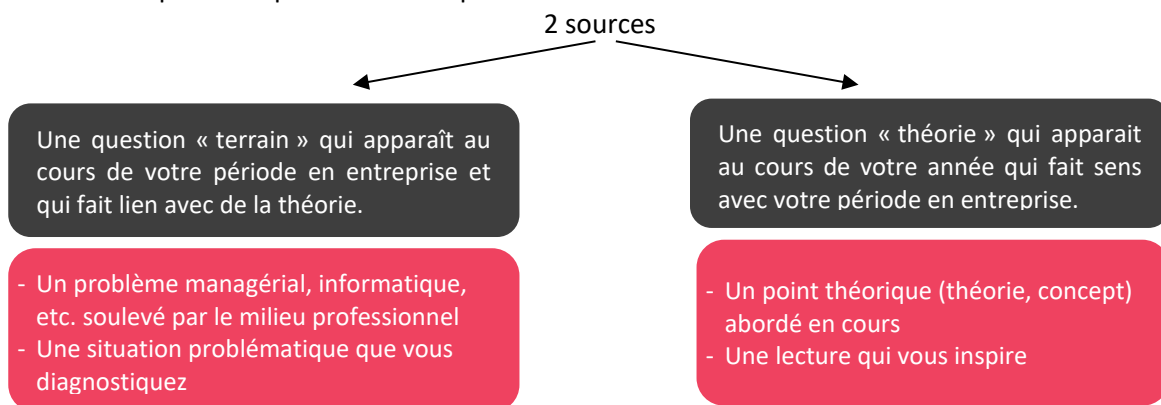 2 sources
Une question « terrain » qui apparaît au
cours de votre période en entreprise et
qui fait lien avec de la théorie.
- Un problème managérial, informatique,
etc. soulevé par le milieu professionnel
- Une situation problématique que vous
diagnostiquez
Une question « théorie » qui apparait
au cours de votre année qui fait sens
avec votre période en entreprise.
- Un point théorique (théorie, concept)
abordé en cours
- Une lecture qui vous inspire